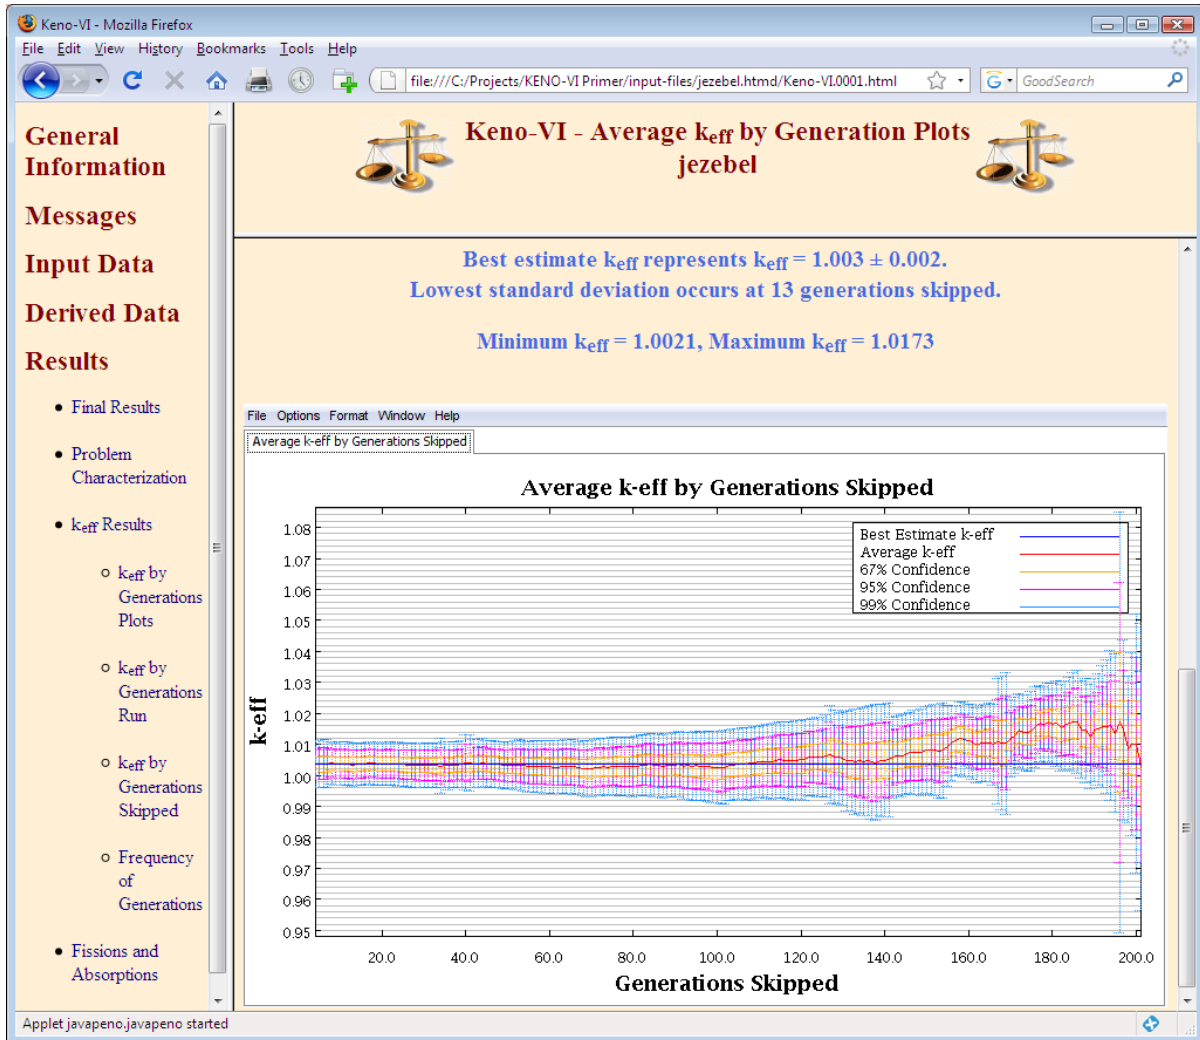 Keno-VI - Mozilla Firefox
File Edit View History Bookmarks Tools Help
file:///C:/Projects/KENO-VI Primer/input-files/jezebel.htmd/Keno-VI.0001.html
G GoodSearch
General
Information
Messages
Input Data
Derived Data
Results
Final Results
Problem
Characterization
keff Results
keff by
Generations
Plots
keff by
Generations
Run
keff by
Generations
Skipped
Frequency
of
Generations
Fissions and
Absorptions
Keno-VI - Average keff by Generation Plots
jezebel
Best estimate keff represents keff = 1.003 ± 0.002.
Lowest standard deviation occurs at 13 generations skipped.
Minimum keff = 1.0021, Maximum keff = 1.0173
File Options Format Window Help
Average k-eff by Generations Skipped
Average k-eff by Generations Skipped
Best Estimate k-eff
Average k-eff
67% Confidence
95% Confidence
99% Confidence
k-eff
1.08
1.07
1.06
1.05
1.04
1.03
1.02
1.01
1.00
0.99
0.98
0.97
0.96
0.95
20.0 40.0 60.0 80.0 100.0 120.0 140.0 160.0 180.0 200.0
Generations Skipped
Applet javapeno.javapeno started